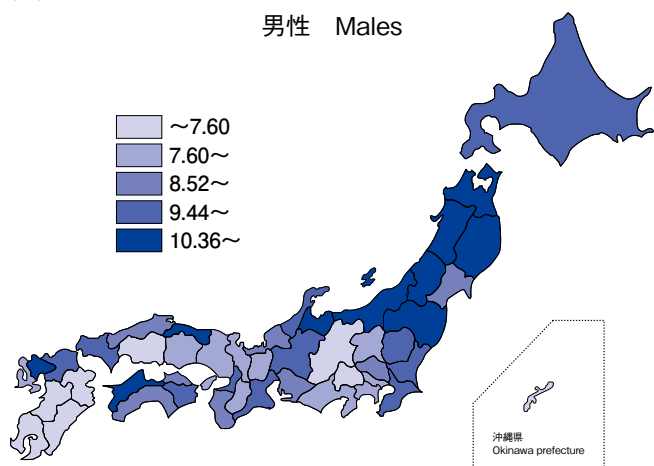 男性 Males
～7.60
7.60～
8.52～
9.44～
10.36～
沖縄県
Okinawa prefecture